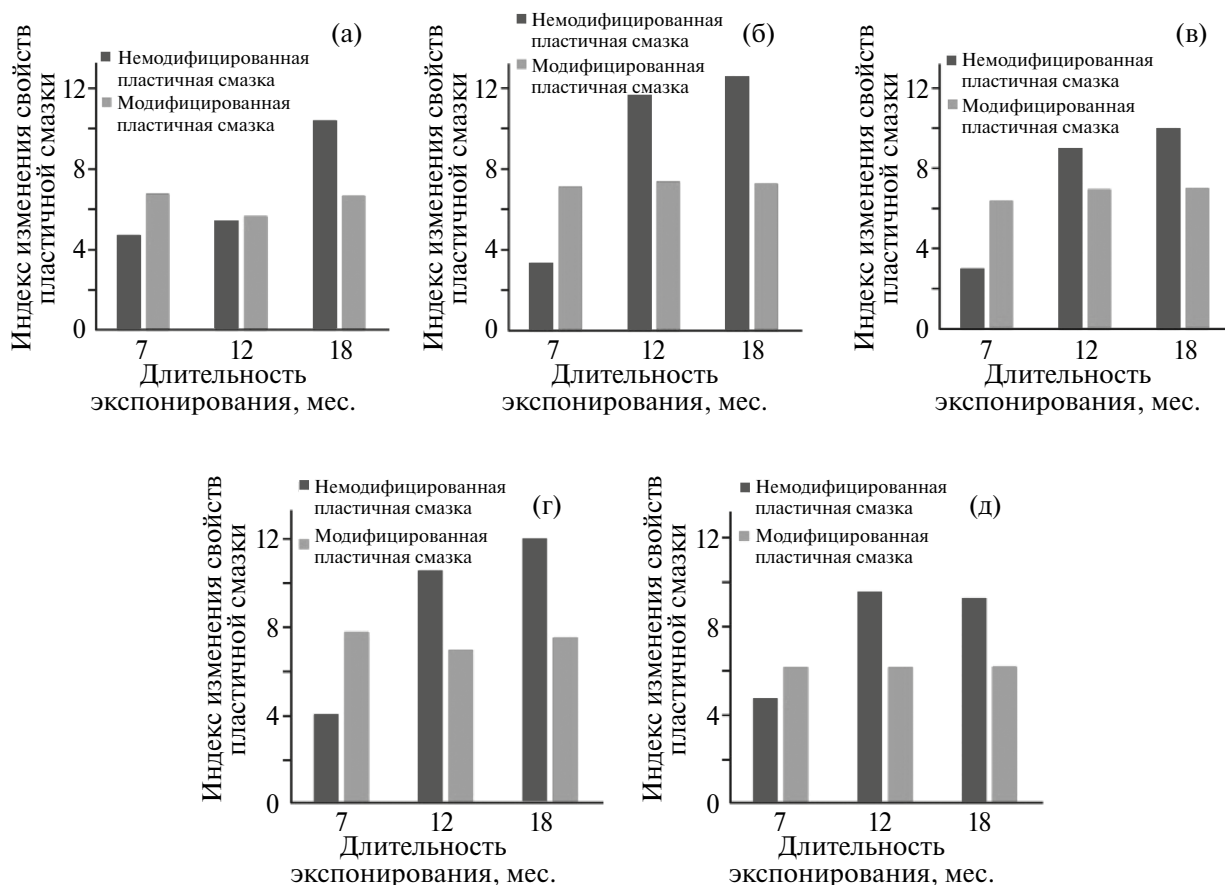 (а)
Немодифицированная
пластичная смазка
Модифицированная
пластичная смазка
Индекс изменения свойств
пластичной смазки
12
8
4
0
7 12 18
Длительность
экспонирования, мес.
(б)
Немодифицированная
пластичная смазка
Модифицированная
пластичная смазка
Индекс изменения свойств
пластичной смазки
12
8
4
0
7 12 18
Длительность
экспонирования, мес.
(в)
Немодифицированная
пластичная смазка
Модифицированная
пластичная смазка
Индекс изменения свойств
пластичной смазки
12
8
4
0
7 12 18
Длительность
экспонирования, мес.
(г)
Немодифицированная
пластичная смазка
Модифицированная
пластичная смазка
Индекс изменения свойств
пластичной смазки
12
8
4
0
7 12 18
Длительность
экспонирования, мес.
(д)
Немодифицированная
пластичная смазка
Модифицированная
пластичная смазка
Индекс изменения свойств
пластичной смазки
12
8
4
0
7 12 18
Длительность
экспонирования, мес.